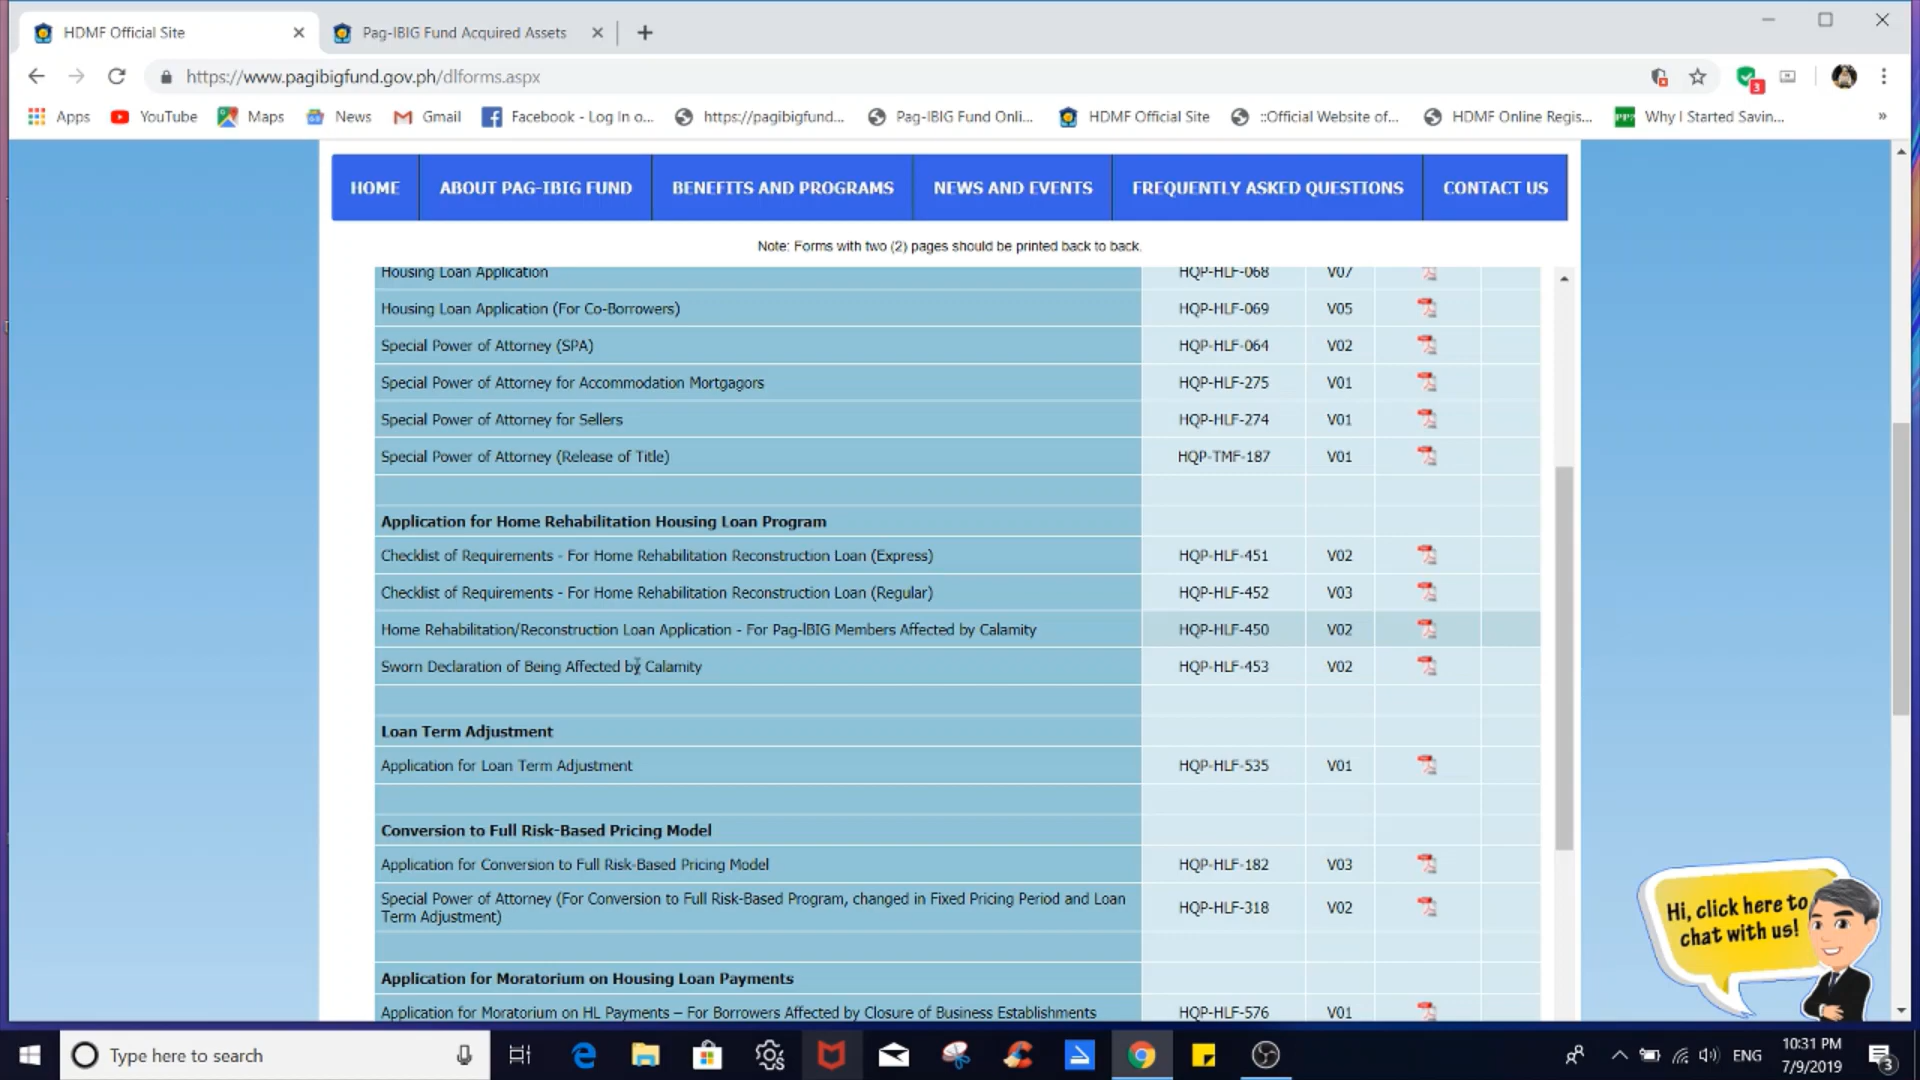 HDMF Official Site
Pag-IBIG Fund Acquired Assets
https://www.pagibigfund.gov.ph/dlforms.aspx
3
Apps
YouTube
Maps
News
Gmail
Facebook - Log In o...
https://pagibigfund...
Pag-IBIG Fund Onli...
HDMF Official Site
::Official Website of...
HDMF Online Regis...
Why I Started Savin...
»
HOME
ABOUT PAG-IBIG FUND
BENEFITS AND PROGRAMS
NEWS AND EVENTS
FREQUENTLY ASKED QUESTIONS
CONTACT US
Note: Forms with two (2) pages should be printed back to back.
Housing Loan Application HQP-HLF-068 V07
Housing Loan Application (For Co-Borrowers) HQP-HLF-069 V05
Special Power of Attorney (SPA) HQP-HLF-064 V02
Special Power of Attorney for Accommodation Mortgagors HQP-HLF-275 V01
Special Power of Attorney for Sellers HQP-HLF-274 V01
Special Power of Attorney (Release of Title) HQP-TMF-187 V01
Application for Home Rehabilitation Housing Loan Program
Checklist of Requirements - For Home Rehabilitation Reconstruction Loan (Express) HQP-HLF-451 V02
Checklist of Requirements - For Home Rehabilitation Reconstruction Loan (Regular) HQP-HLF-452 V03
Home Rehabilitation/Reconstruction Loan Application - For Pag-IBIG Members Affected by Calamity HQP-HLF-450 V02
Sworn Declaration of Being Affected by Calamity HQP-HLF-453 V02
Loan Term Adjustment
Application for Loan Term Adjustment HQP-HLF-535 V01
Conversion to Full Risk-Based Pricing Model
Application for Conversion to Full Risk-Based Pricing Model HQP-HLF-182 V03
Special Power of Attorney (For Conversion to Full Risk-Based Program, changed in Fixed Pricing Period and Loan
Term Adjustment) HQP-HLF-318 V02
Application for Moratorium on Housing Loan Payments
Application for Moratorium on HL Payments – For Borrowers Affected by Closure of Business Establishments HQP-HLF-576 V01
Hi, click here to
chat with us!
Type here to search
ENG
10:31 PM
7/9/2019
3